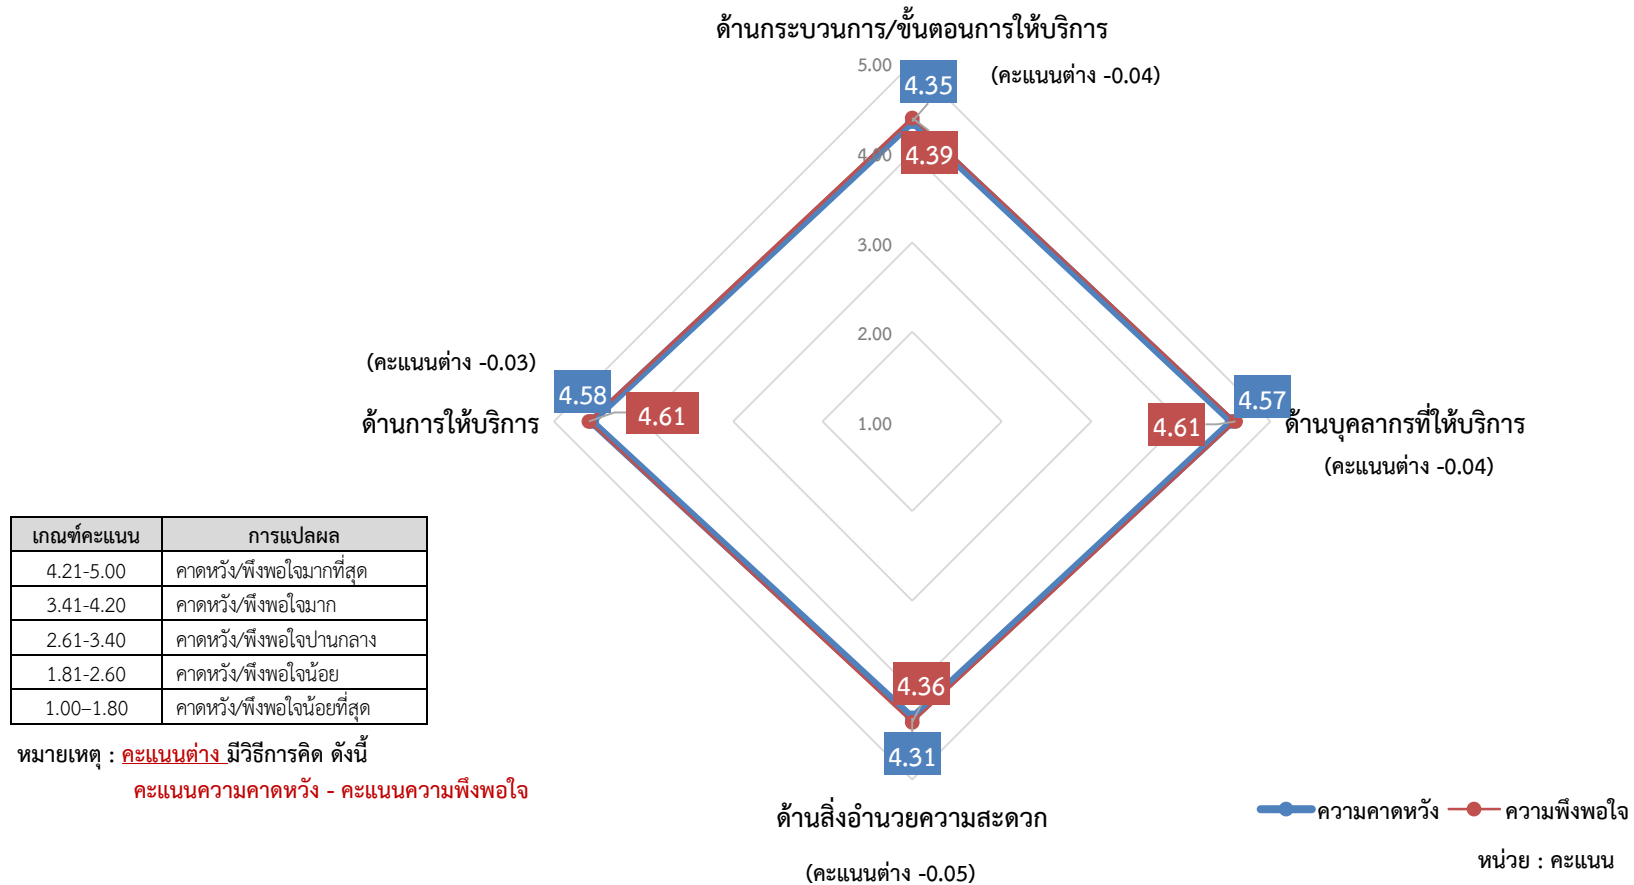 ด้านกระบวนการ/ขั้นตอนการให้บริการ
(คะแนนต่าง -0.04)
5.00
4.35
4.00
4.39
3.00
2.00
1.00
(คะแนนต่าง -0.03)
4.58
4.61
ด้านการให้บริการ
4.57
4.61
ด้านบุคลากรที่ให้บริการ
(คะแนนต่าง -0.04)
4.36
4.31
ด้านสิ่งอำนวยความสะดวก
(คะแนนต่าง -0.05)
เกณฑ์คะแนน การแปลผล
4.21-5.00 คาดหวัง/พึงพอใจมากที่สุด
3.41-4.20 คาดหวัง/พึงพอใจมาก
2.61-3.40 คาดหวัง/พึงพอใจปานกลาง
1.81-2.60 คาดหวัง/พึงพอใจน้อย
1.00–1.80 คาดหวัง/พึงพอใจน้อยที่สุด
หมายเหตุ : คะแนนต่าง มีวิธีการคิด ดังนี้
คะแนนความคาดหวัง - คะแนนความพึงพอใจ
ความคาดหวัง ความพึงพอใจ
หน่วย : คะแนน